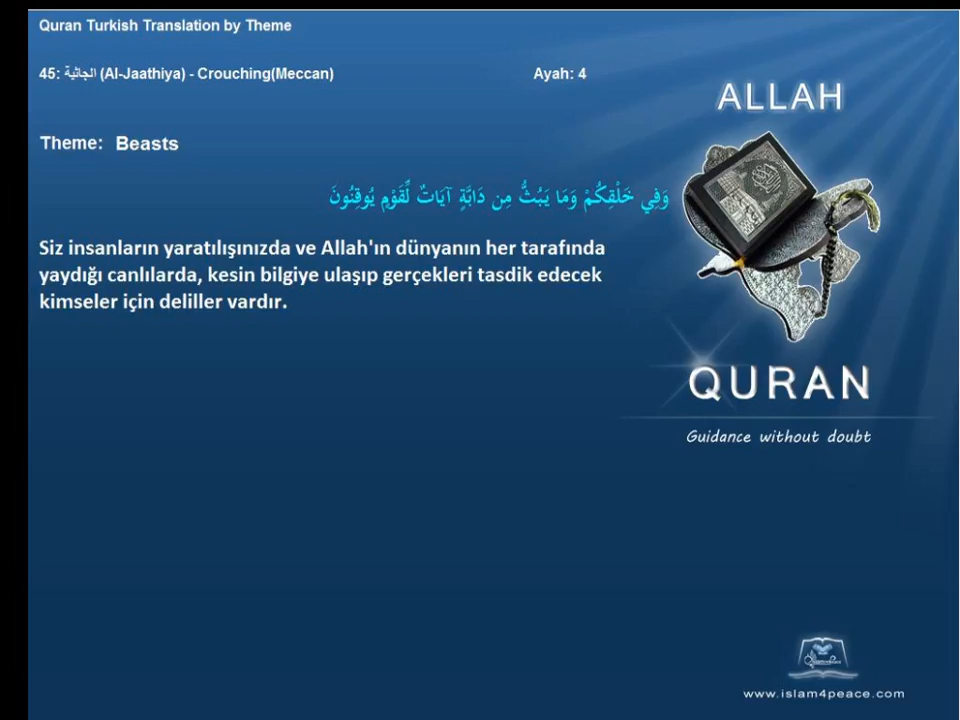 Quran Turkish Translation by Theme
45: الجاثية (Al-Jaathiya) - Crouching(Meccan) Ayah: 4
ALLAH
Theme: Beasts
وَفِي خَلْقِكُمْ وَمَا يَبُثُّ مِن دَابَّةٍ آيَاتٌ لِّقَوْمٍ يُوقِنُونَ
Siz insanların yaratılışınızda ve Allah'ın dünyanın her tarafında
yaydığı canlılarda, kesin bilgiye ulaşıp gerçekleri tasdik edecek
kimseler için deliller vardır.
QURAN
Guidance without doubt
www.islam4peace.com